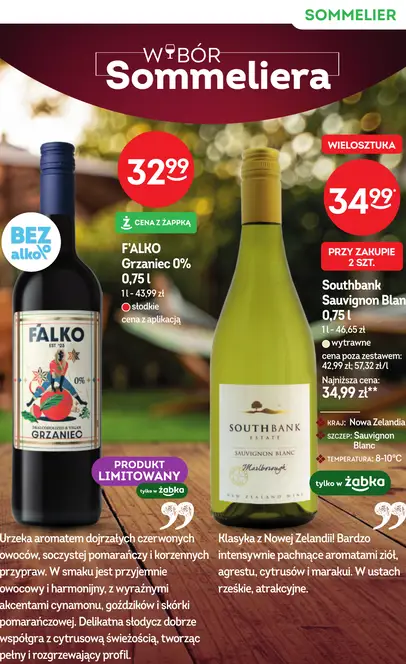 SOMMELIER
WYBÓR
Sommeliera
32 99
Ż CENA Z ŻAPPKĄ
F'ALKO
Grzaniec 0%
0,75 l
1 l - 43,99 zł
słodkie
cena z aplikacją
BEZ
alko%
F'ALKO
EST '23
0%
GRZANIEC
PRODUKT
LIMITOWANY
tylko w żabka
WIELOSZTUKA
34 99*
PRZY ZAKUPIE
2 SZT.
Southbank
Sauvignon Blan
0,75 l
1 l - 46,65 zł
wytrawne
cena poza zestawem:
42,99 zł; 57,32 zł/l
Najniższa cena:
34,99 zł**
KRAJ: Nowa Zelandia
SZCZEP: Sauvignon
Blanc
TEMPERATURA: 8-10°C
tylko w żabka
SOUTHBANK
ESTATE
SAUVIGNON BLANC
Marlborough
NEW ZEALAND WINE
Urzeka aromatem dojrzałych czerwonych
owoców, soczystej pomarańczy i korzennych
przypraw. W smaku jest przyjemnie
owocowy i harmonijny, z wyraźnymi
akcentami cynamonu, goździków i skórki
pomarańczowej. Delikatna słodycz dobrze
współgra z cytrusową świeżością, tworząc
pełny i rozgrzewający profil.
Klasyka z Nowej Zelandii! Bardzo
intensywnie pachnące aromatami ziół,
agrestu, cytrusów i marakui. W ustach
rześkie, atrakcyjne.